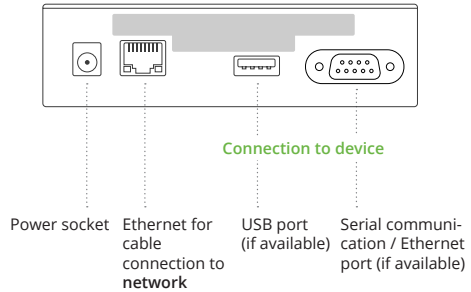 Connection to device
Power socket
Ethernet for
cable
connection to
network
USB port
(if available)
Serial communi-
cation / Ethernet
port (if available)